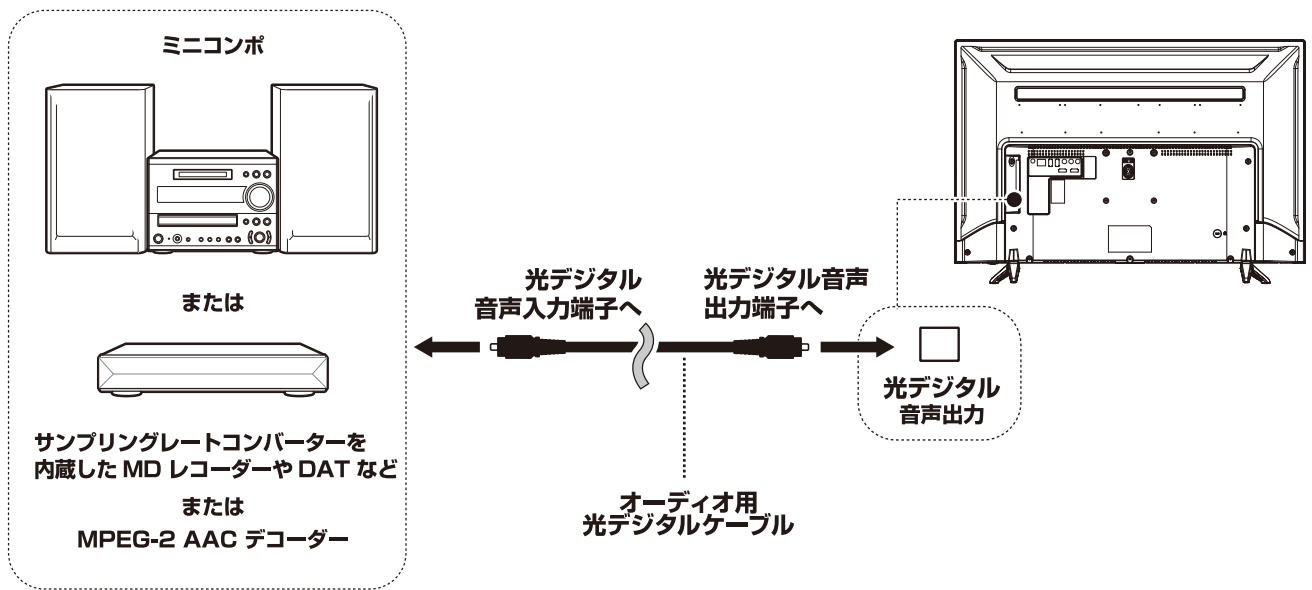 ミニコンポ
または
サンプリングレートコンバーターを
内蔵した MD レコーダーや DAT など
または
MPEG-2 AAC デコーダー
光デジタル
音声入力端子へ
光デジタル音声
出力端子へ
オーディオ用
光デジタルケーブル
光デジタル
音声出力